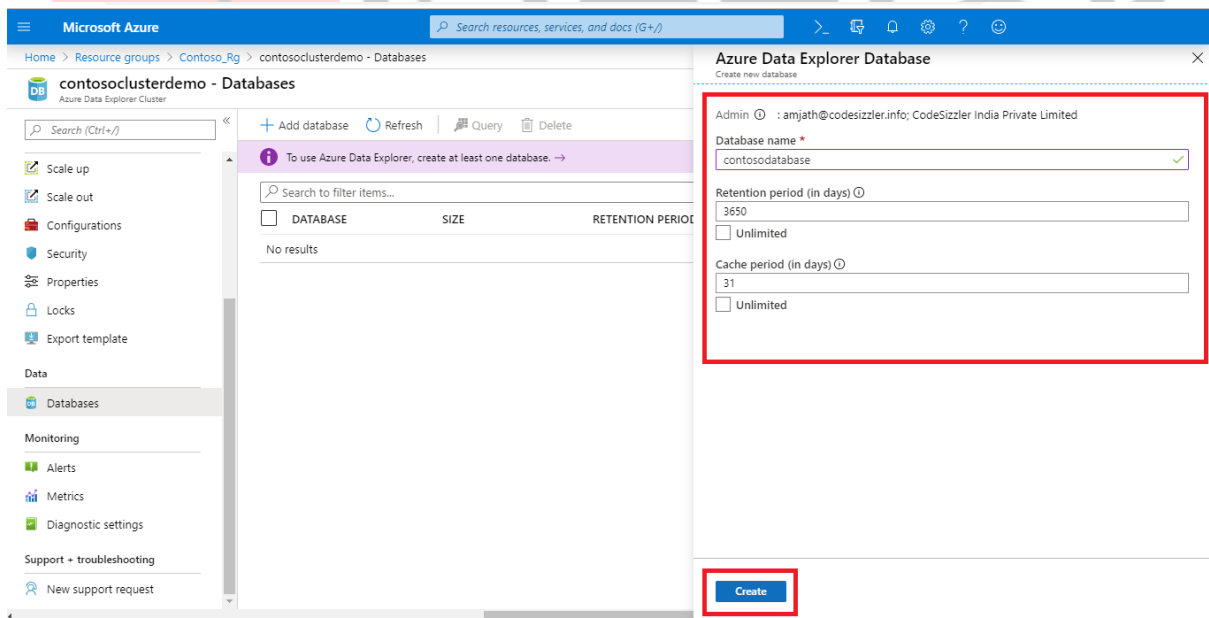 Microsoft Azure
Search resources, services, and docs (G+/)
Home > Resource groups > Contoso_Rg > contosoclusterdemo - Databases
contosoclusterdemo - Databases
Azure Data Explorer Cluster
Search (Ctrl+/)
Scale up
Scale out
Configurations
Security
Properties
Locks
Export template
Data
Databases
Monitoring
Alerts
Metrics
Diagnostic settings
Support + troubleshooting
New support request
Add database Refresh Query Delete
To use Azure Data Explorer, create at least one database. →
Search to filter items...
DATABASE SIZE RETENTION PERIOD
No results
Azure Data Explorer Database
Create new database
Admin : amjath@codesizzler.info; CodeSizzler India Private Limited
Database name *
contosodatabase
Retention period (in days)
3650
Unlimited
Cache period (in days)
31
Unlimited
Create